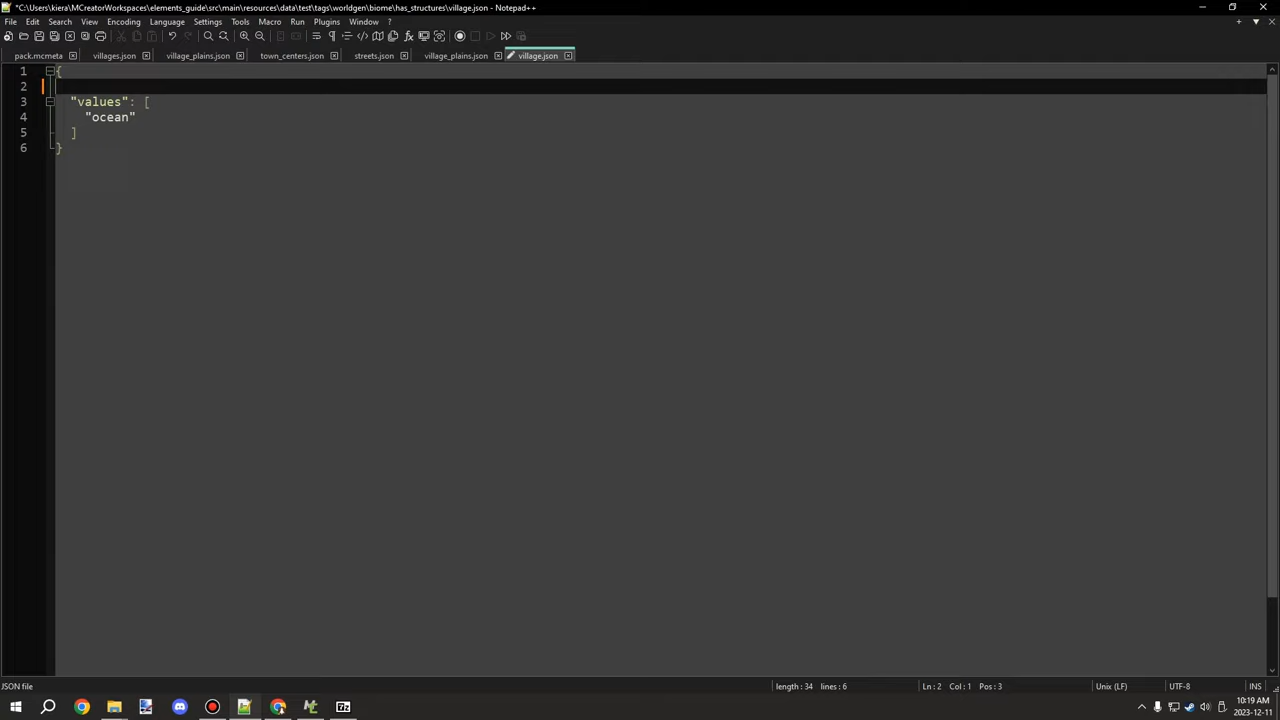 *C:\Users\kiera\MCreatorWorkspaces\elements_guide\src\main\resources\data\test\tags\worldgen\biome\has_structures\village.json - Notepad++
File Edit Search View Encoding Language Settings Tools Macro Run Plugins Window ?
pack.mcmeta villages.json village_plains.json town_centers.json streets.json village_plains.json village.json
1 {
2
3 "values": [
4 "ocean"
5 ]
6 }
JSON file length : 34 lines : 6 Ln : 2 Col : 1 Pos : 3 Unix (LF) UTF-8 INS
10:19 AM
2023-12-11